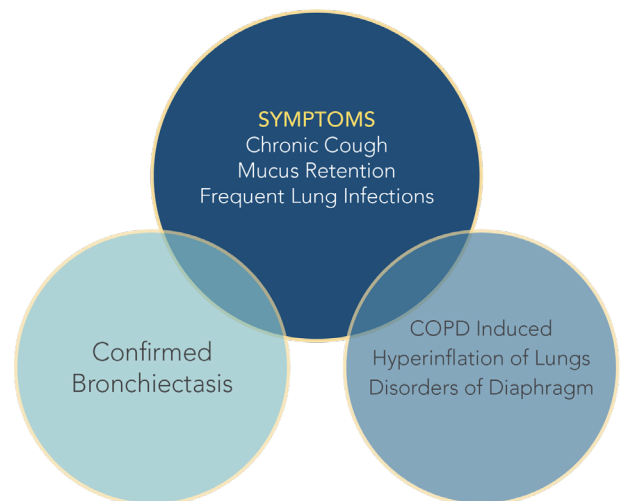 SYMPTOMS
Chronic Cough
Mucus Retention
Frequent Lung Infections
Confirmed
Bronchiectasis
COPD Induced
Hyperinflation of Lungs
Disorders of Diaphragm